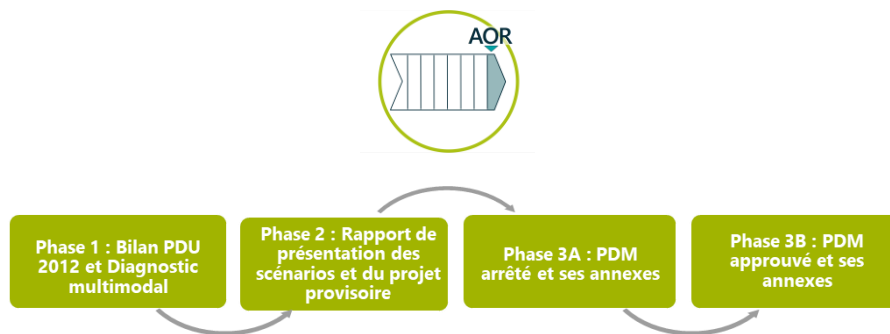 AOR
Phase 1 : Bilan PDU
2012 et Diagnostic
multimodal
Phase 2 : Rapport de
présentation des
scénarios et du projet
provisoire
Phase 3A : PDM
arrêté et ses annexes
Phase 3B : PDM
approuvé et ses
annexes